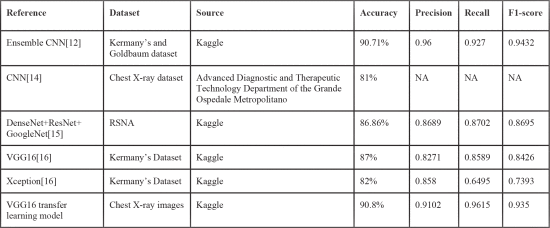 Reference Dataset Source Accuracy Precision Recall F1-score
Ensemble CNN[12] Kermany's and Goldbaum dataset Kaggle 90.71% 0.96 0.927 0.9432
CNN[14] Chest X-ray dataset Advanced Diagnostic and Therapeutic Technology Department of the Grande Ospedale Metropolitano 81% NA NA NA
DenseNet+ResNet+ GoogleNet[15] RSNA Kaggle 86.86% 0.8689 0.8702 0.8695
VGG16[16] Kermany's Dataset Kaggle 87% 0.8271 0.8589 0.8426
Xception[16] Kermany's Dataset Kaggle 82% 0.858 0.6495 0.7393
VGG16 transfer learning model Chest X-ray images Kaggle 90.8% 0.9102 0.9615 0.935